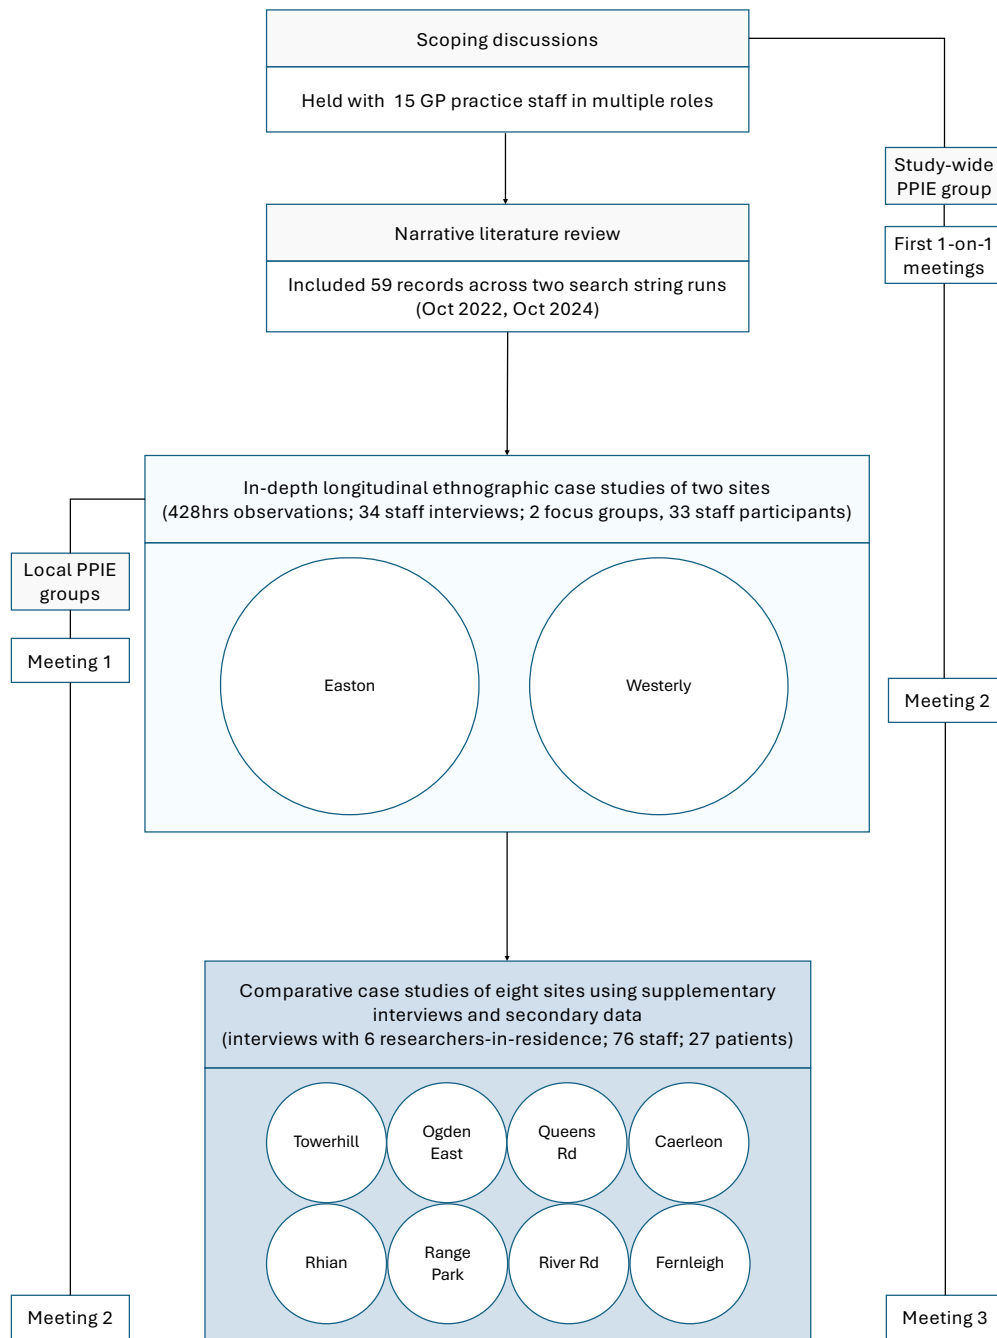 Scoping discussions
Held with 15 GP practice staff in multiple roles
Study-wide
PPIE group
First 1-on-1
meetings
Narrative literature review
Included 59 records across two search string runs
(Oct 2022, Oct 2024)
In-depth longitudinal ethnographic case studies of two sites
(428hrs observations; 34 staff interviews; 2 focus groups, 33 staff participants)
Local PPIE
groups
Meeting 1
Easton
Westerly
Meeting 2
Comparative case studies of eight sites using supplementary
interviews and secondary data
(interviews with 6 researchers-in-residence; 76 staff; 27 patients)
Towerhill
Ogden
East
Queens
Rd
Caerleon
Rhian
Range
Park
River Rd
Fernleigh
Meeting 2
Meeting 3